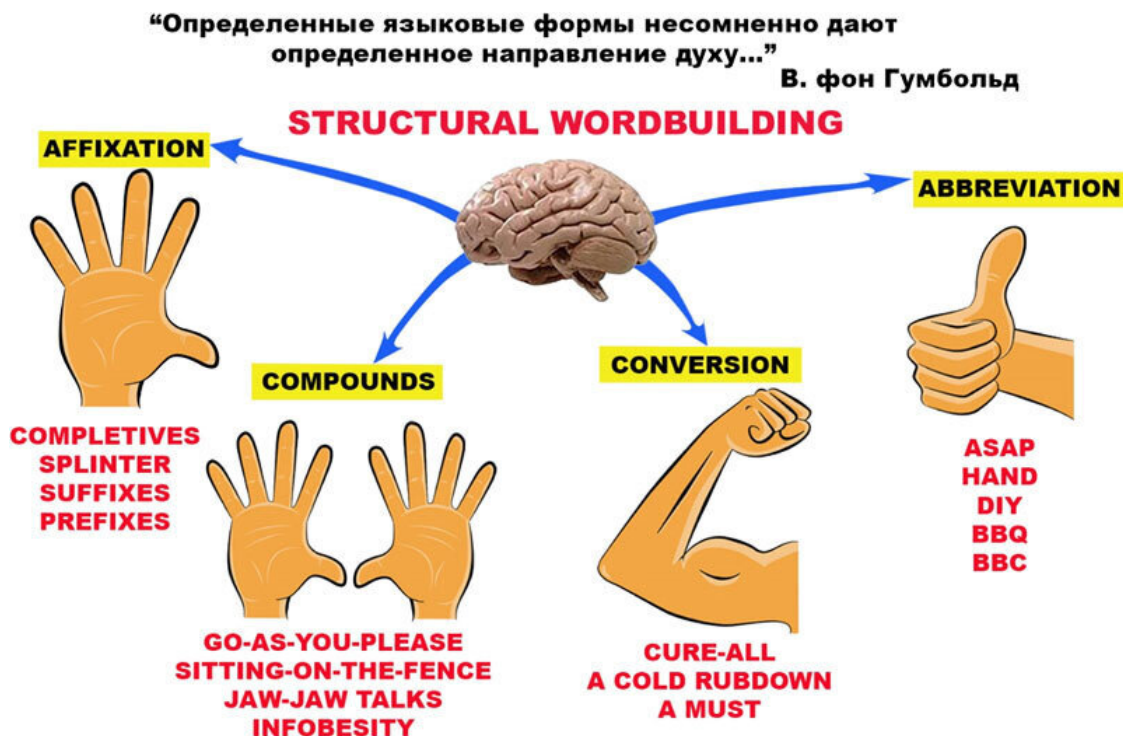 “Определенные языковые формы несомненно дают
определенное направление духу...”
В. фон Гумбольд
STRUCTURAL WORDBUILDING
AFFIXATION
ABBREVIATION
COMPOUNDS
CONVERSION
COMPLETIVES
SPLINTER
SUFFIXES
PREFIXES
GO-AS-YOU-PLEASE
SITTING-ON-THE-FENCE
JAW-JAW TALKS
INFOBESITY
CURE-ALL
A COLD RUBDOWN
A MUST
ASAP
HAND
DIY
BBQ
BBC